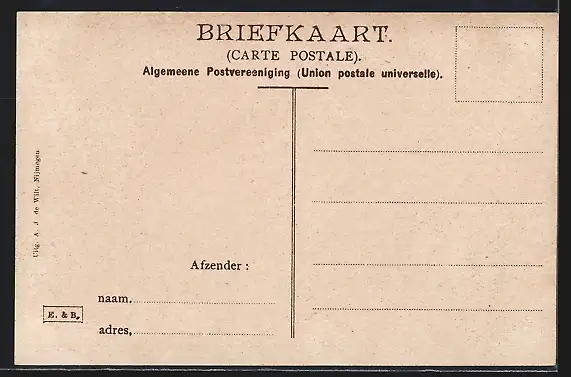 BRIEFKAART.
(CARTE POSTALE).
Algemeene Postvereeniging (Union postale universelle).
Uitg. A. J. de Wilt, Nijmegen
Afzender :
naam.
adres,
E. & B.